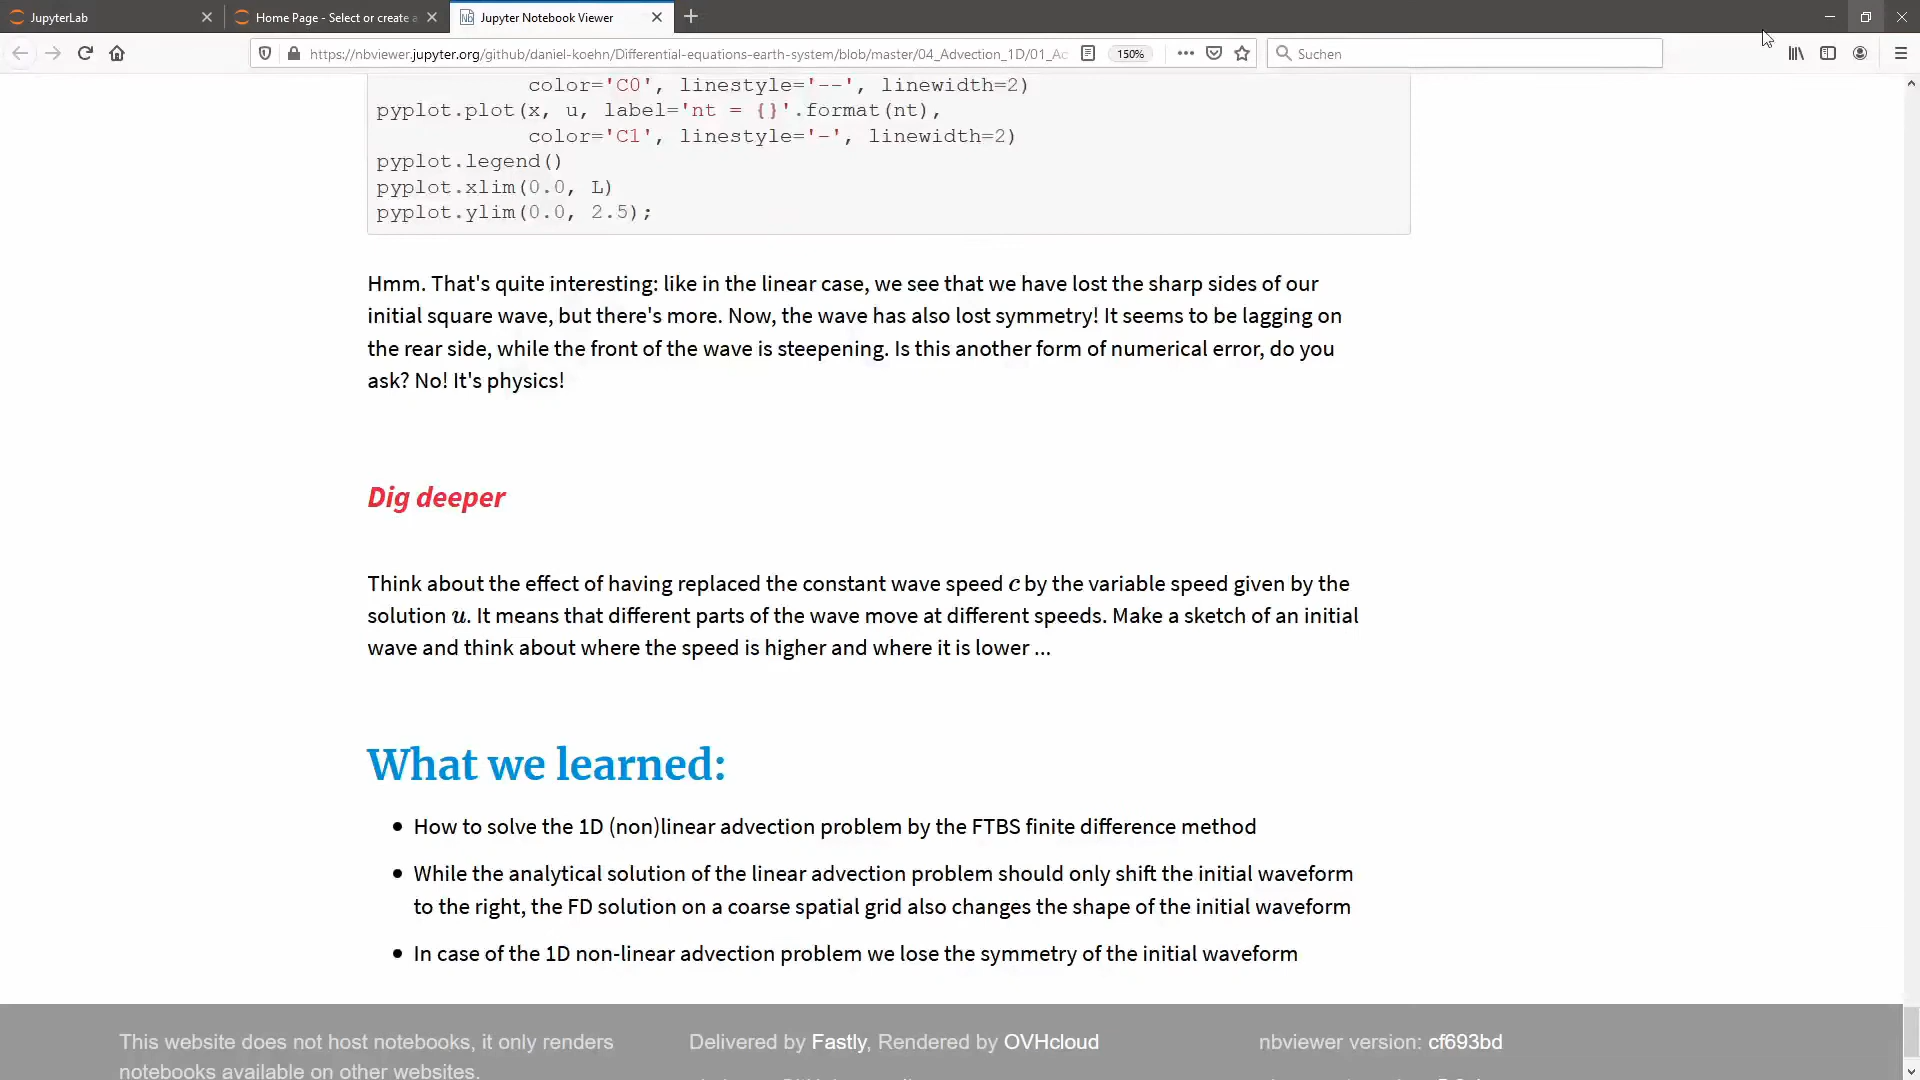 JupyterLab
Home Page - Select or create a
Jupyter Notebook Viewer
https://nbviewer.jupyter.org/github/daniel-koehn/Differential-equations-earth-system/blob/master/04_Advection_1D/01_Ac
150%
Suchen
color='C0', linestyle='--', linewidth=2)
pyplot.plot(x, u, label='nt = {}'.format(nt),
color='C1', linestyle='-', linewidth=2)
pyplot.legend()
pyplot.xlim(0.0, L)
pyplot.ylim(0.0, 2.5);
Hmm. That's quite interesting: like in the linear case, we see that we have lost the sharp sides of our
initial square wave, but there's more. Now, the wave has also lost symmetry! It seems to be lagging on
the rear side, while the front of the wave is steepening. Is this another form of numerical error, do you
ask? No! It's physics!
Dig deeper
Think about the effect of having replaced the constant wave speed c by the variable speed given by the
solution u. It means that different parts of the wave move at different speeds. Make a sketch of an initial
wave and think about where the speed is higher and where it is lower ...
What we learned:
• How to solve the 1D (non)linear advection problem by the FTBS finite difference method
• While the analytical solution of the linear advection problem should only shift the initial waveform
to the right, the FD solution on a coarse spatial grid also changes the shape of the initial waveform
• In case of the 1D non-linear advection problem we lose the symmetry of the initial waveform
This website does not host notebooks, it only renders
notebooks available on other websites.
Delivered by Fastly, Rendered by OVHcloud
nbviewer version: cf693bd